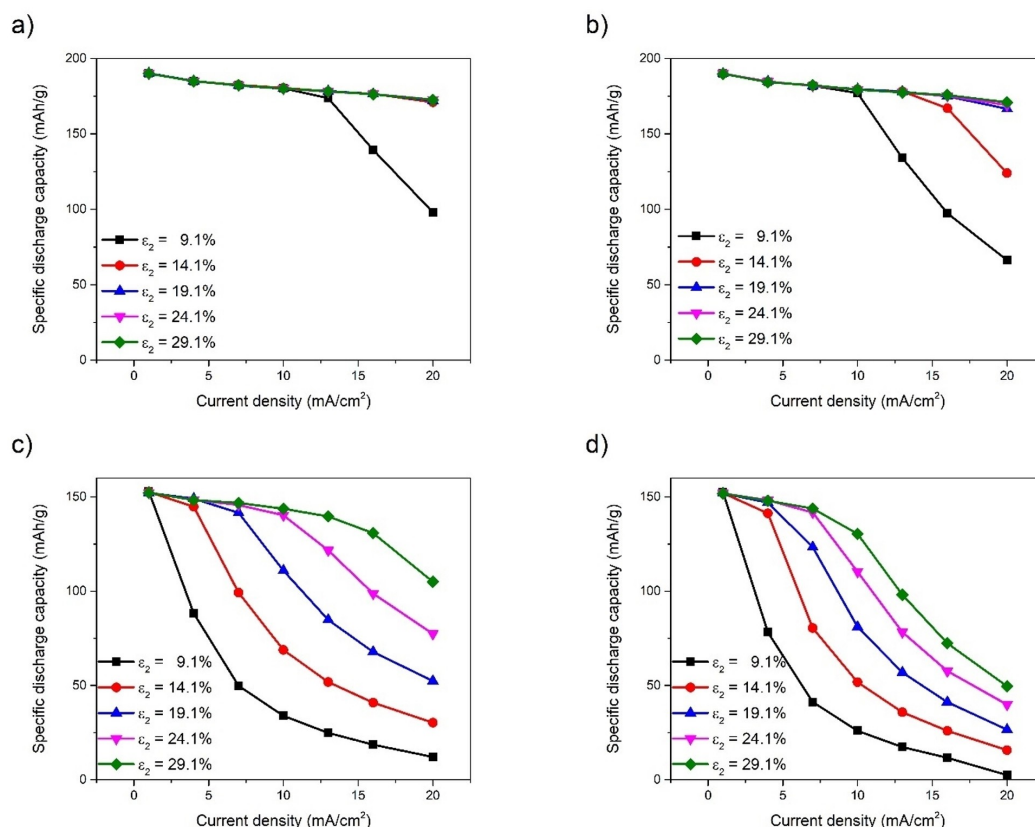 a)
Specific discharge capacity (mAh/g)
200
150
100
50
0
ε₂ = 9.1%
ε₂ = 14.1%
ε₂ = 19.1%
ε₂ = 24.1%
ε₂ = 29.1%
0 5 10 15 20
Current density (mA/cm²)
b)
Specific discharge capacity (mAh/g)
200
150
100
50
0
ε₂ = 9.1%
ε₂ = 14.1%
ε₂ = 19.1%
ε₂ = 24.1%
ε₂ = 29.1%
0 5 10 15 20
Current density (mA/cm²)
c)
Specific discharge capacity (mAh/g)
150
100
50
0
ε₂ = 9.1%
ε₂ = 14.1%
ε₂ = 19.1%
ε₂ = 24.1%
ε₂ = 29.1%
0 5 10 15 20
Current density (mA/cm²)
d)
Specific discharge capacity (mAh/g)
150
100
50
0
ε₂ = 9.1%
ε₂ = 14.1%
ε₂ = 19.1%
ε₂ = 24.1%
ε₂ = 29.1%
0 5 10 15 20
Current density (mA/cm²)